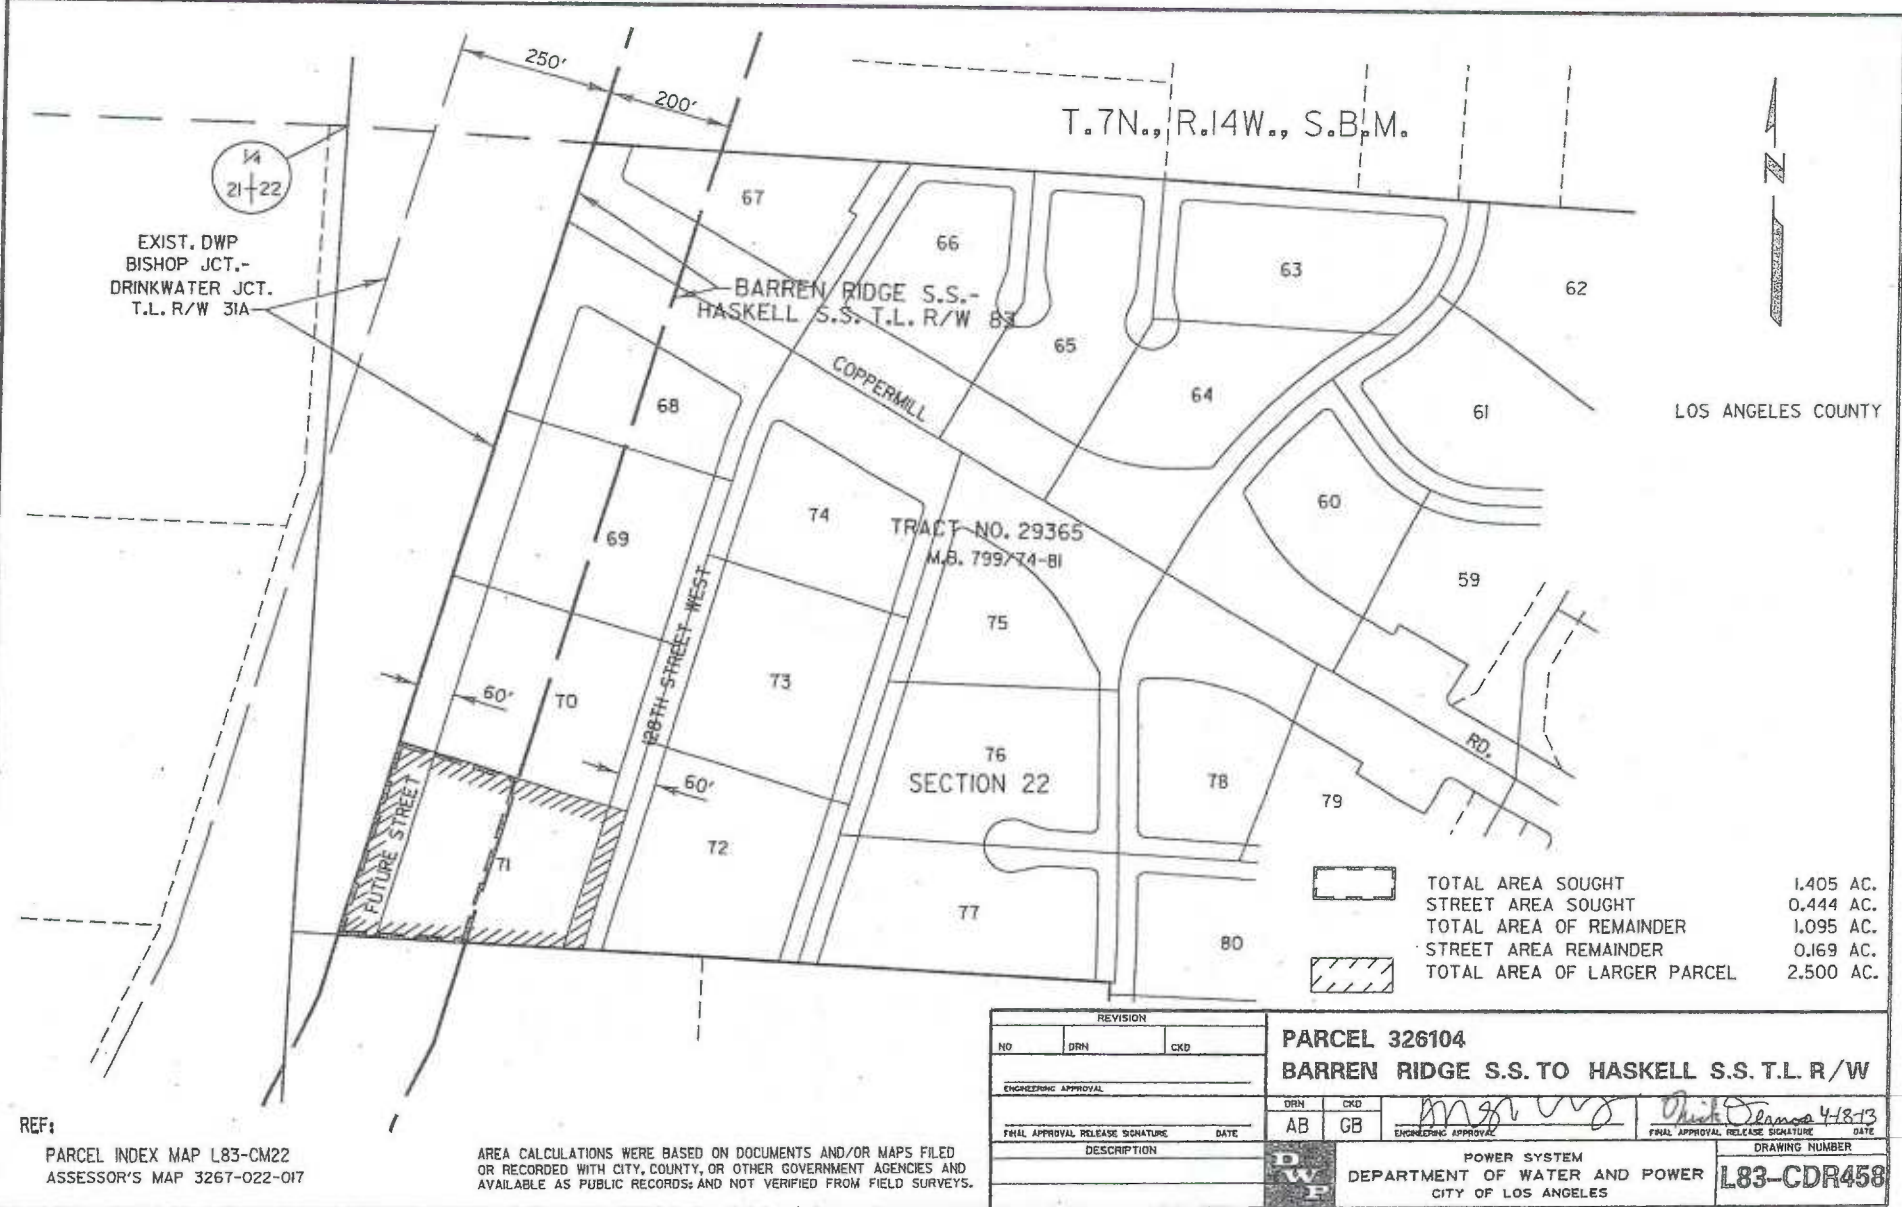 250'
200'
T.7N., R.14W., S.B.M.
1/4
21 22
67
EXIST. DWP
BISHOP JCT.-
DRINKWATER JCT.
T.L. R/W 31A
66
63
62
N
BARREN RIDGE S.S.-
HASKELL S.S. T.L. R/W 83
65
COPPERMILL
64
61
LOS ANGELES COUNTY
68
60
74
TRACT NO. 29365
M.B. 799/74-81
69
59
75
128TH STREET WEST
73
60'
70
RD.
76
SECTION 22
78
79
60'
FUTURE STREET
71
72
77
80
TOTAL AREA SOUGHT 1.405 AC.
STREET AREA SOUGHT 0.444 AC.
TOTAL AREA OF REMAINDER 1.095 AC.
STREET AREA REMAINDER 0.169 AC.
TOTAL AREA OF LARGER PARCEL 2.500 AC.
REVISION
NO DRN CKD
ENGINEERING APPROVAL
FINAL APPROVAL RELEASE SIGNATURE DATE
DESCRIPTION
PARCEL 326104
BARREN RIDGE S.S. TO HASKELL S.S. T.L. R/W
DRN CKD
AB GB
ENGINEERING APPROVAL
4-18-13
FINAL APPROVAL RELEASE SIGNATURE DATE
DWP
POWER SYSTEM
DEPARTMENT OF WATER AND POWER
CITY OF LOS ANGELES
DRAWING NUMBER
L83-CDR458
REF:
PARCEL INDEX MAP L83-CM22
ASSESSOR'S MAP 3267-022-017
AREA CALCULATIONS WERE BASED ON DOCUMENTS AND/OR MAPS FILED
OR RECORDED WITH CITY, COUNTY, OR OTHER GOVERNMENT AGENCIES AND
AVAILABLE AS PUBLIC RECORDS; AND NOT VERIFIED FROM FIELD SURVEYS.